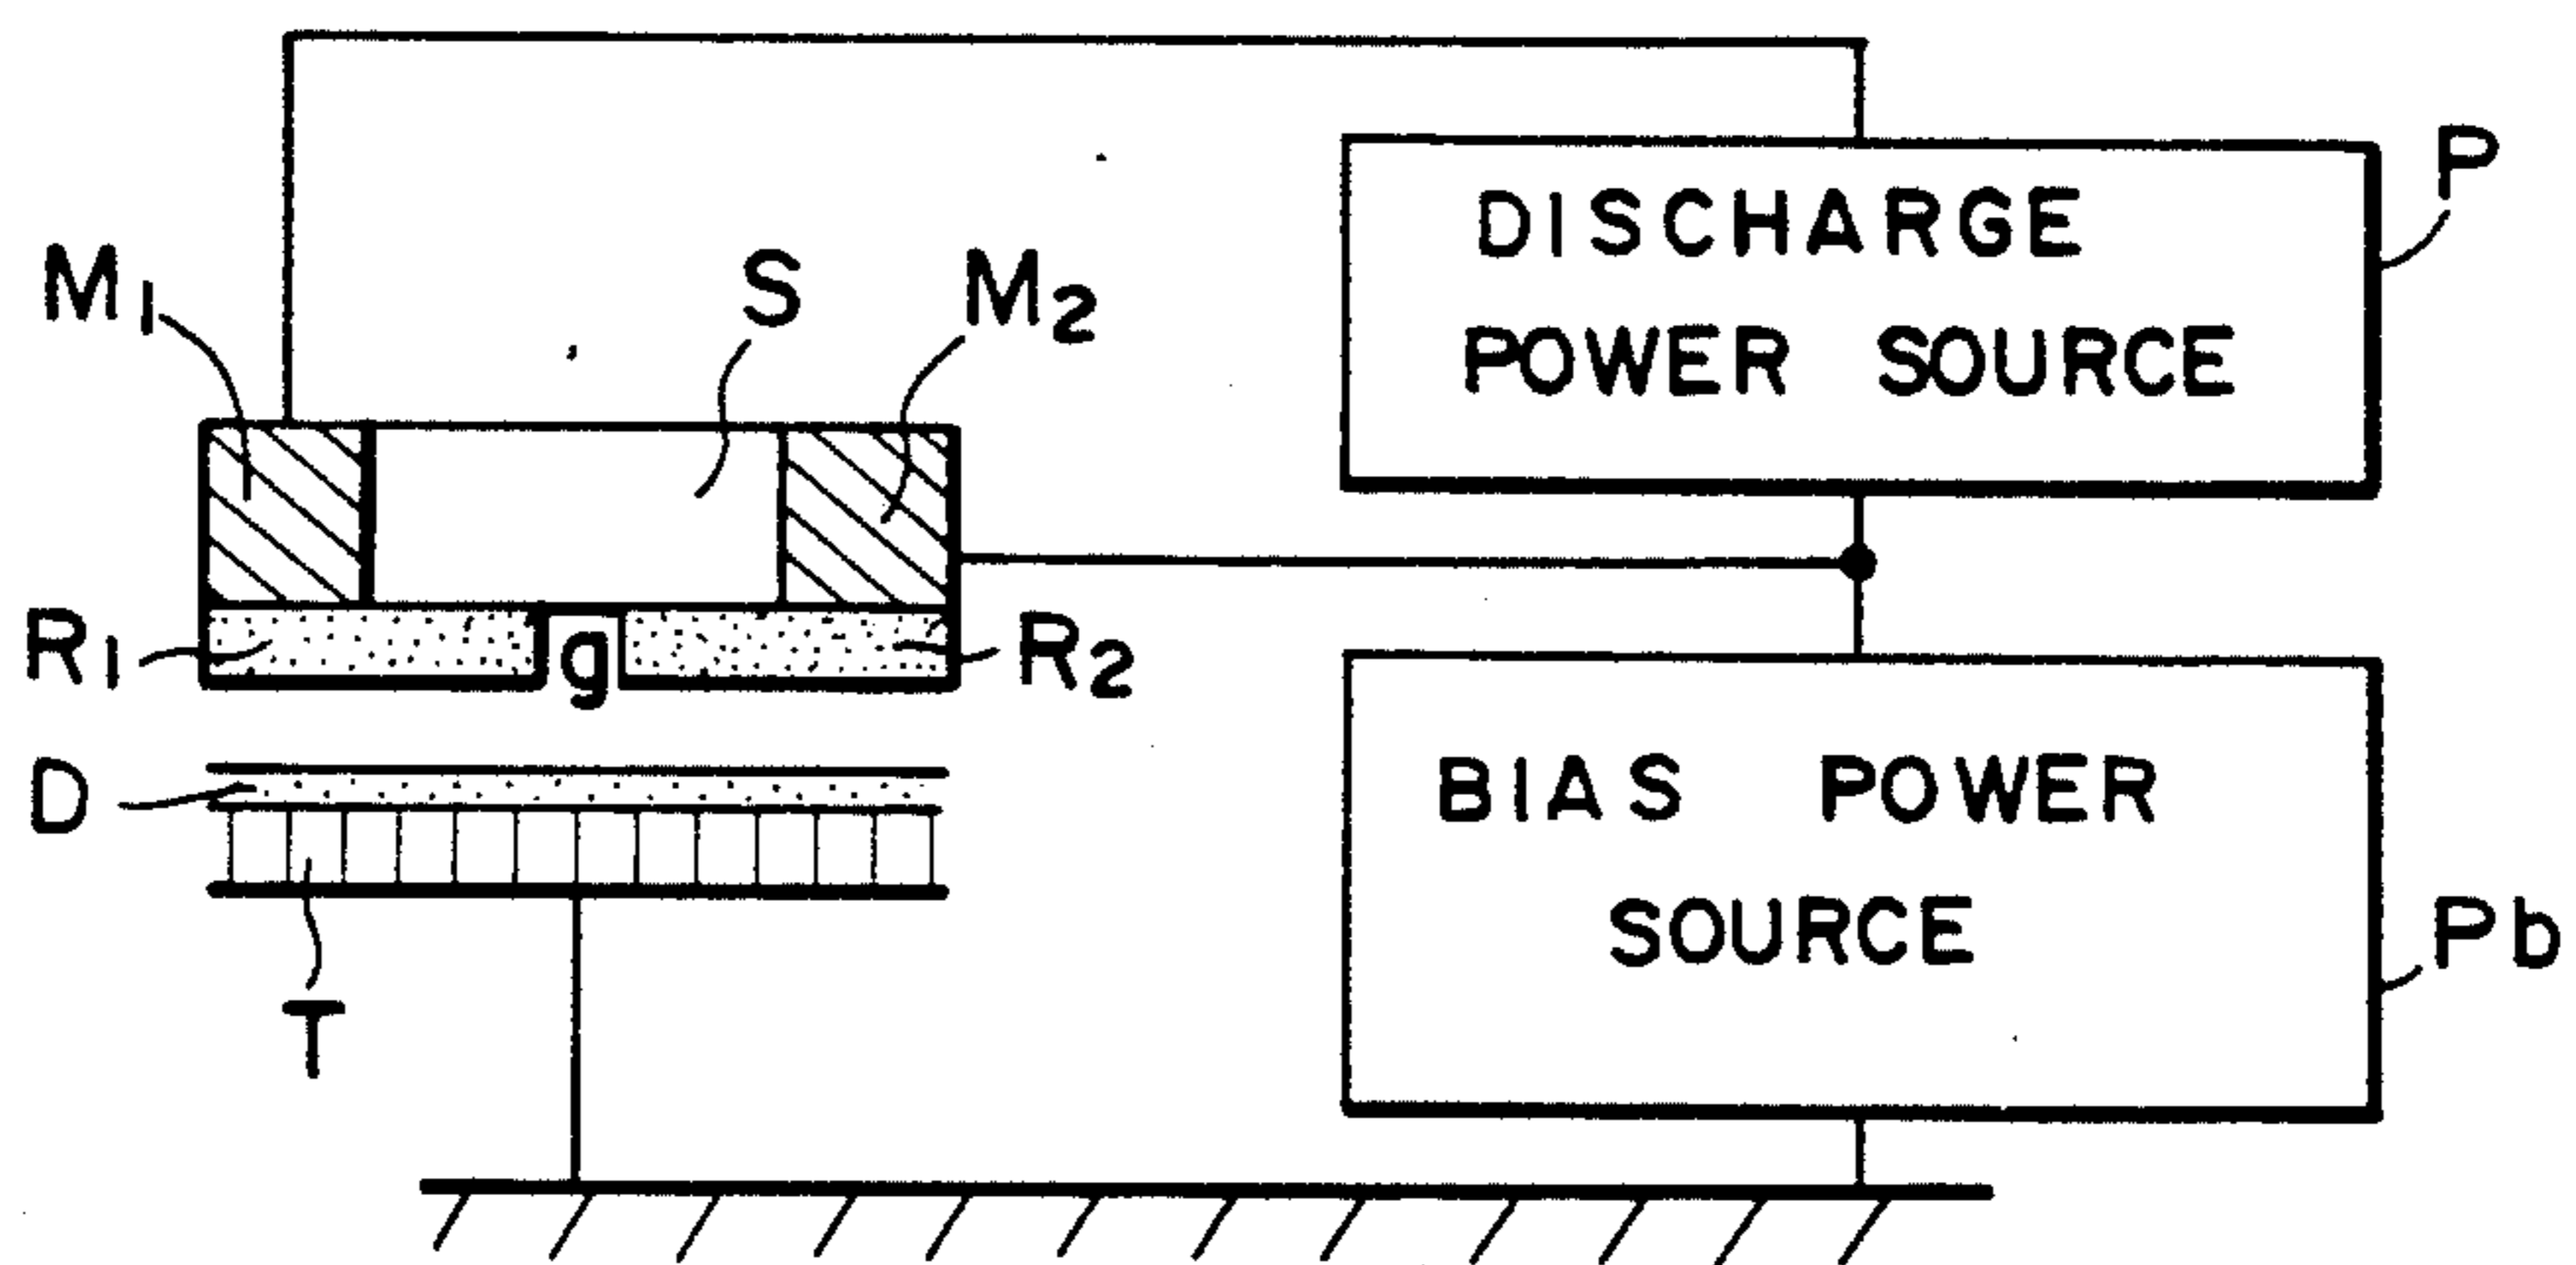 P
DISCHARGE
POWER SOURCE
M1
S
M2
R1
g
R2
D
BIAS POWER
SOURCE
Pb
T